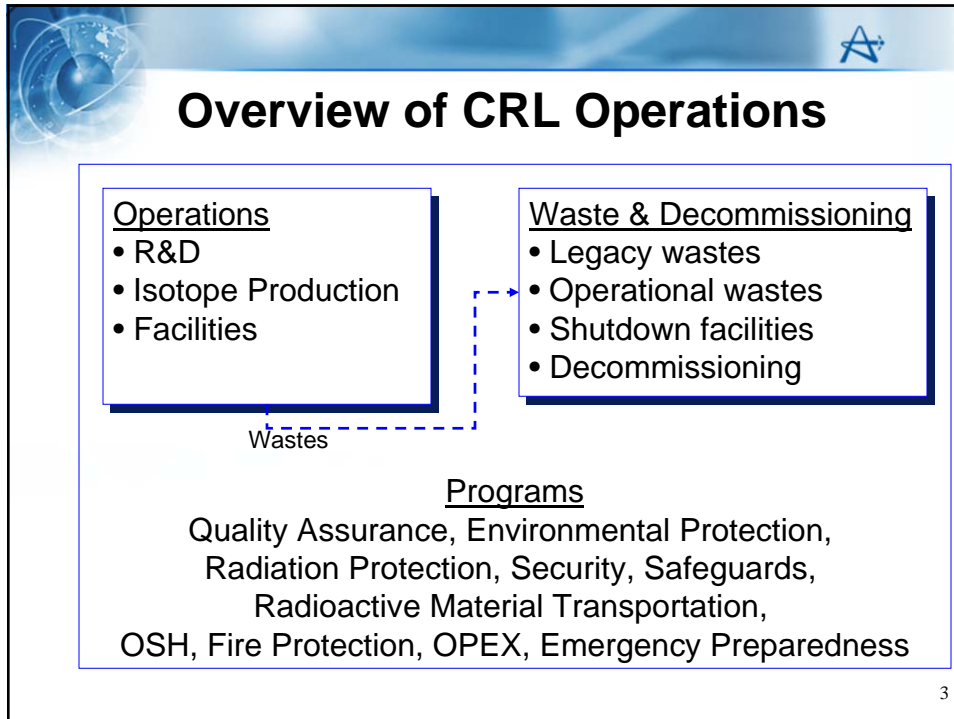 Overview of CRL Operations
Operations
• R&D
• Isotope Production
• Facilities
Waste & Decommissioning
• Legacy wastes
• Operational wastes
• Shutdown facilities
• Decommissioning
Wastes
Programs
Quality Assurance, Environmental Protection,
Radiation Protection, Security, Safeguards,
Radioactive Material Transportation,
OSH, Fire Protection, OPEX, Emergency Preparedness
3